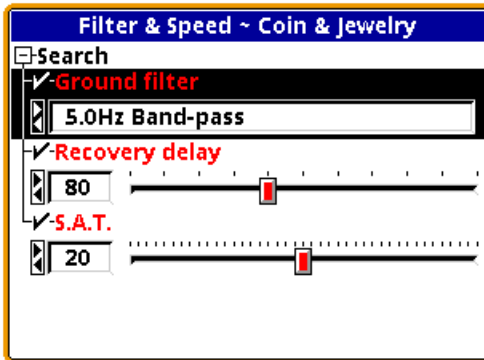 Filter & Speed ~ Coin & Jewelry
Search
Ground filter
5.0Hz Band-pass
Recovery delay
80
S.A.T.
20